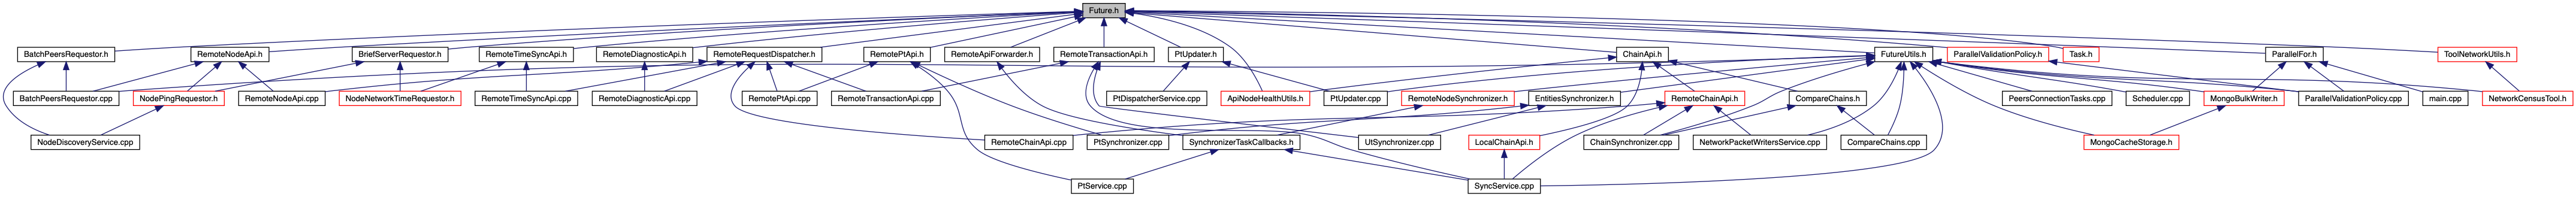 Future.h
BatchPeersRequestor.h
RemoteNodeApi.h
BriefServerRequestor.h
RemoteTimeSyncApi.h
RemoteDiagnosticApi.h
RemoteRequestDispatcher.h
RemotePtApi.h
RemoteApiForwarder.h
RemoteTransactionApi.h
PtUpdater.h
ChainApi.h
FutureUtils.h
ParallelValidationPolicy.h
Task.h
ParallelFor.h
ToolNetworkUtils.h
BatchPeersRequestor.cpp
NodePingRequestor.h
RemoteNodeApi.cpp
NodeNetworkTimeRequestor.h
RemoteTimeSyncApi.cpp
RemoteDiagnosticApi.cpp
RemotePtApi.cpp
RemoteTransactionApi.cpp
PtDispatcherService.cpp
ApiNodeHealthUtils.h
PtUpdater.cpp
RemoteNodeSynchronizer.h
EntitiesSynchronizer.h
RemoteChainApi.h
CompareChains.h
PeersConnectionTasks.cpp
Scheduler.cpp
MongoBulkWriter.h
ParallelValidationPolicy.cpp
main.cpp
NetworkCensusTool.h
NodeDiscoveryService.cpp
RemoteChainApi.cpp
PtSynchronizer.cpp
SynchronizerTaskCallbacks.h
UtSynchronizer.cpp
LocalChainApi.h
ChainSynchronizer.cpp
NetworkPacketWritersService.cpp
CompareChains.cpp
MongoCacheStorage.h
PtService.cpp
SyncService.cpp